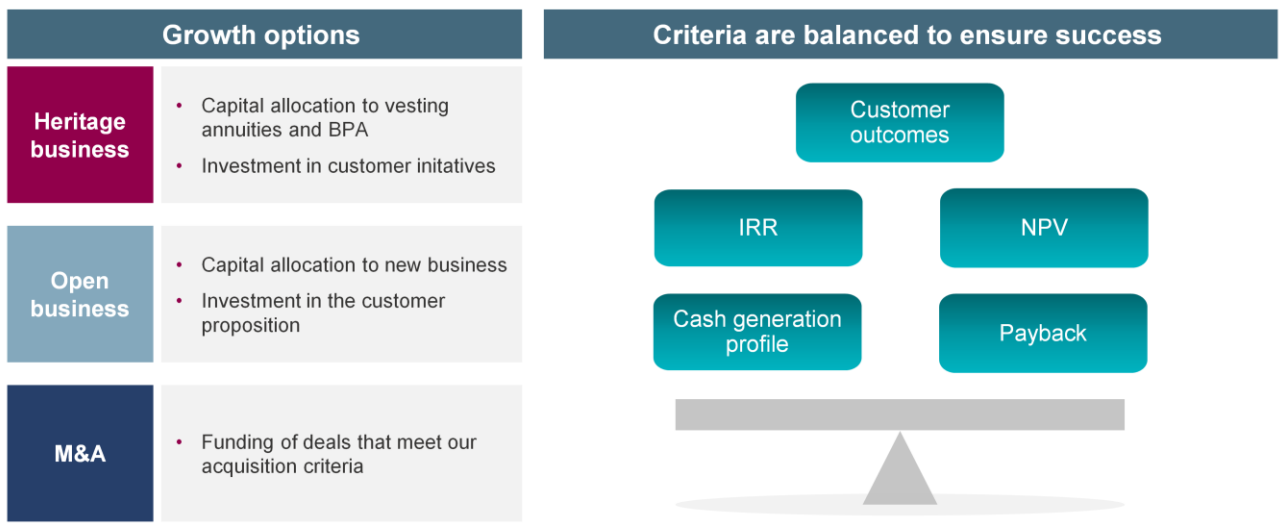 Growth options
Heritage
business
• Capital allocation to vesting
annuities and BPA
• Investment in customer initatives
Open
business
• Capital allocation to new business
• Investment in the customer
proposition
M&A
• Funding of deals that meet our
acquisition criteria
Criteria are balanced to ensure success
Customer
outcomes
IRR
NPV
Cash generation
profile
Payback